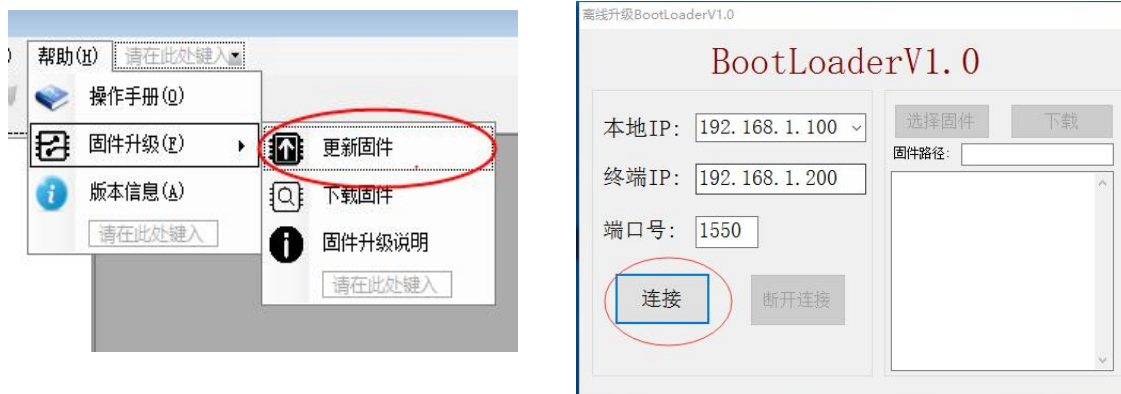 帮助(H) 请在此处键入
操作手册(O)
固件升级(F)
版本信息(A)
请在此处键入
更新固件
下载固件
固件升级说明
请在此处键入
离线升级BootLoaderV1.0
BootLoaderV1.0
本地IP: 192.168.1.100
终端IP: 192.168.1.200
端口号: 1550
连接 断开连接
选择固件 下载
固件路径: